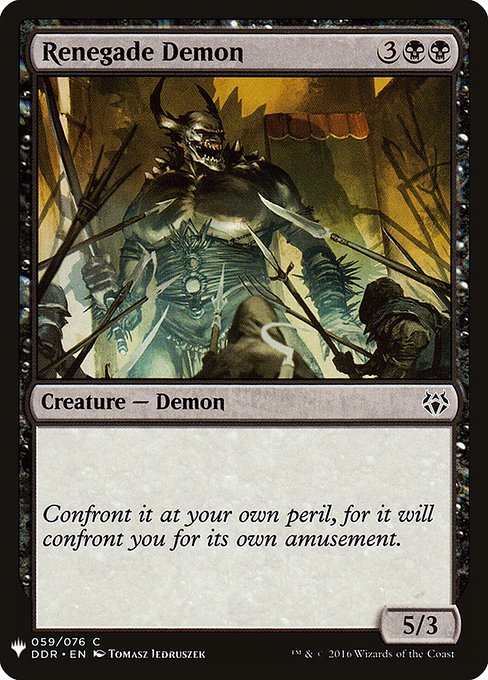 Renegade Demon 3
Creature — Demon
Confront it at your own peril, for it will
confront you for its own amusement.
5/3
059/076 C
DDR • EN Tomasz Jedruszek
™ & © 2016 Wizards of the Coast